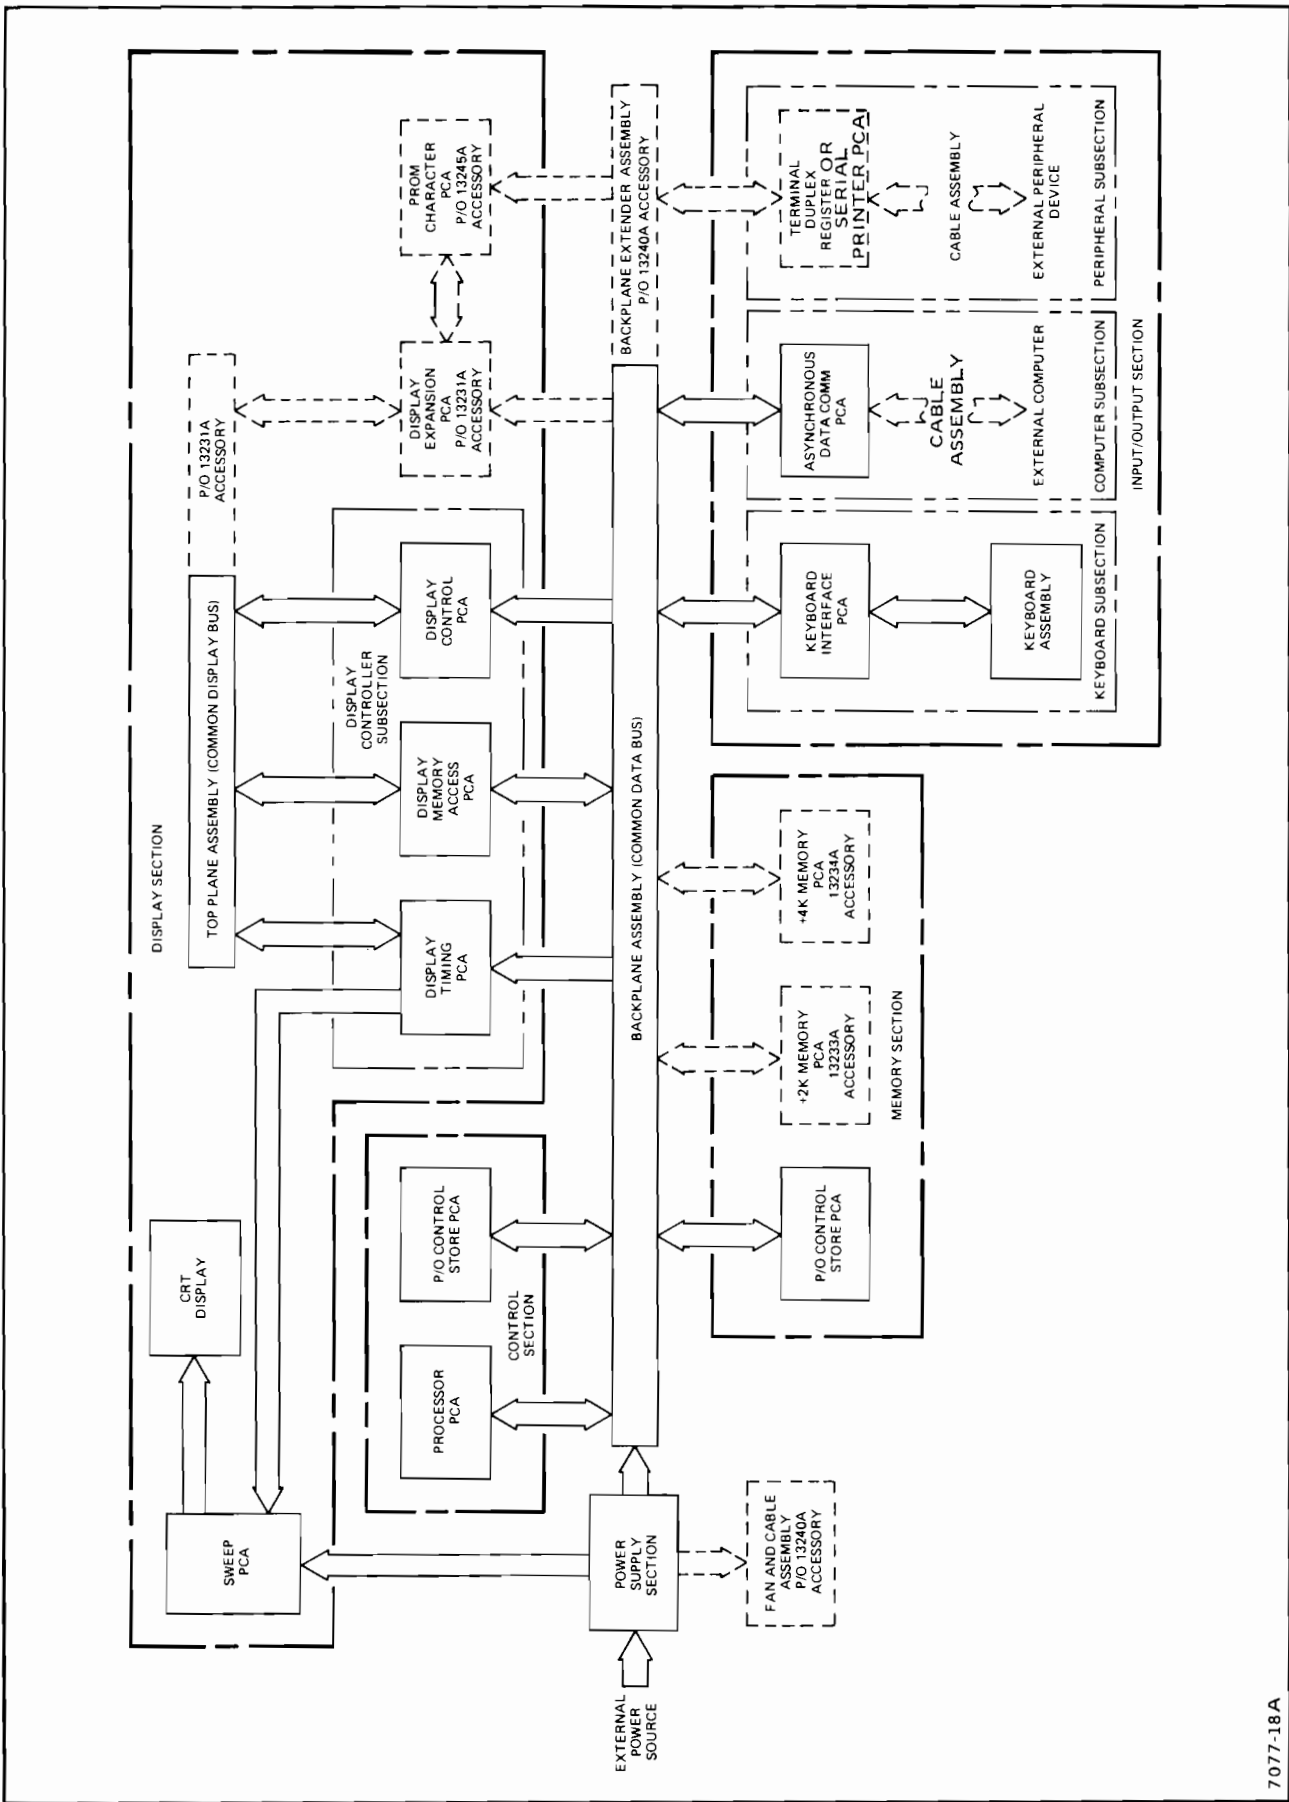 DISPLAY SECTION
SWEEP
PCA
CRT
DISPLAY
TOP PLANE ASSEMBLY (COMMON DISPLAY BUS)
P/O 13231A
ACCESSORY
DISPLAY
CONTROLLER
SUBSECTION
DISPLAY
TIMING
PCA
DISPLAY
MEMORY
ACCESS
PCA
DISPLAY
CONTROL
PCA
DISPLAY
EXPANSION
PCA
P/O 13231A
ACCESSORY
PROM
CHARACTER
PCA
P/O 13245A
ACCESSORY
PROCESSOR
PCA
P/O CONTROL
STORE PCA
CONTROL
SECTION
EXTERNAL
POWER
SOURCE
POWER
SUPPLY
SECTION
BACKPLANE ASSEMBLY (COMMON DATA BUS)
BACKPLANE EXTENDER ASSEMBLY
P/O 13240A ACCESSORY
FAN AND CABLE
ASSEMBLY
P/O 13240A
ACCESSORY
P/O CONTROL
STORE PCA
+2K MEMORY
PCA
13233A
ACCESSORY
+4K MEMORY
PCA
13234A
ACCESSORY
MEMORY SECTION
KEYBOARD
INTERFACE
PCA
KEYBOARD
ASSEMBLY
KEYBOARD SUBSECTION
ASYNCHRONOUS
DATA COMM
PCA
CABLE
ASSEMBLY
EXTERNAL COMPUTER
COMPUTER SUBSECTION
TERMINAL
DUPLEX
REGISTER OR
SERIAL
PRINTER PCA
CABLE ASSEMBLY
EXTERNAL PERIPHERAL
DEVICE
PERIPHERAL SUBSECTION
INPUT/OUTPUT SECTION
7077-18A